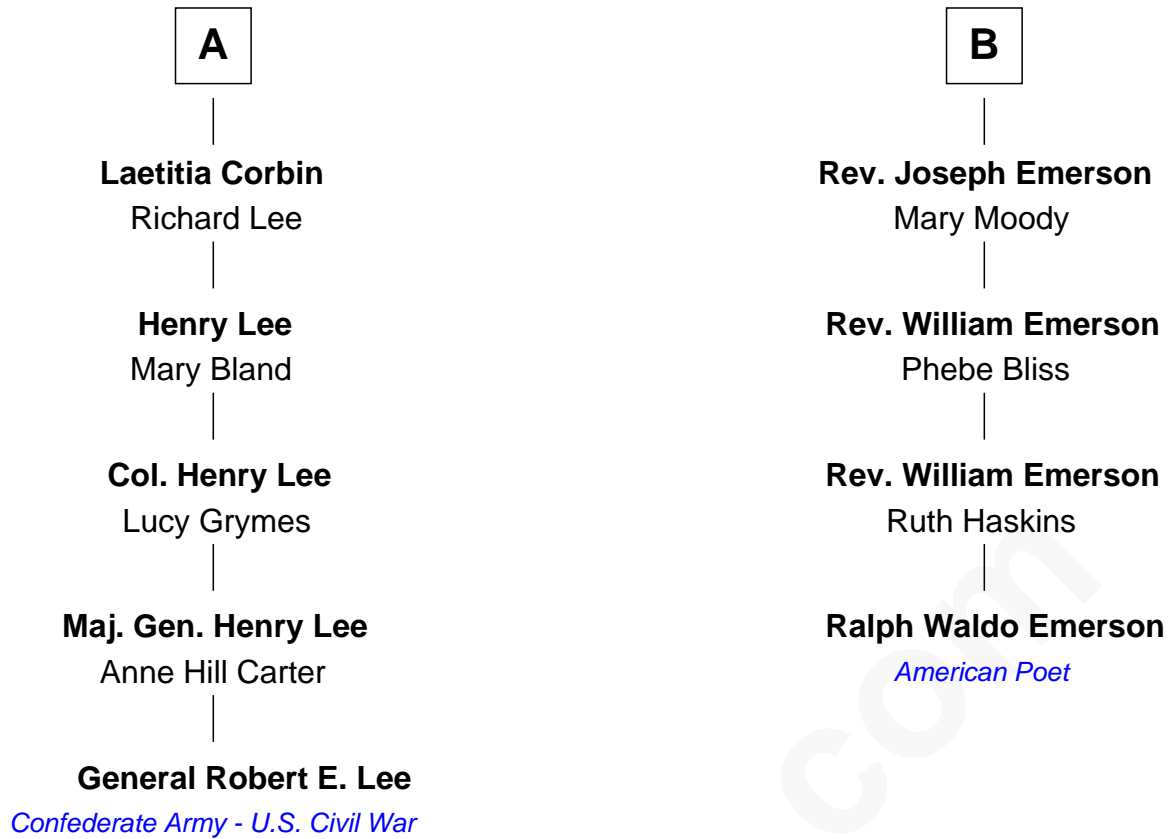 A
Laetitia Corbin
Richard Lee
Henry Lee
Mary Bland
Col. Henry Lee
Lucy Grymes
Maj. Gen. Henry Lee
Anne Hill Carter
General Robert E. Lee
Confederate Army - U.S. Civil War
B
Rev. Joseph Emerson
Mary Moody
Rev. William Emerson
Phebe Bliss
Rev. William Emerson
Ruth Haskins
Ralph Waldo Emerson
American Poet
com